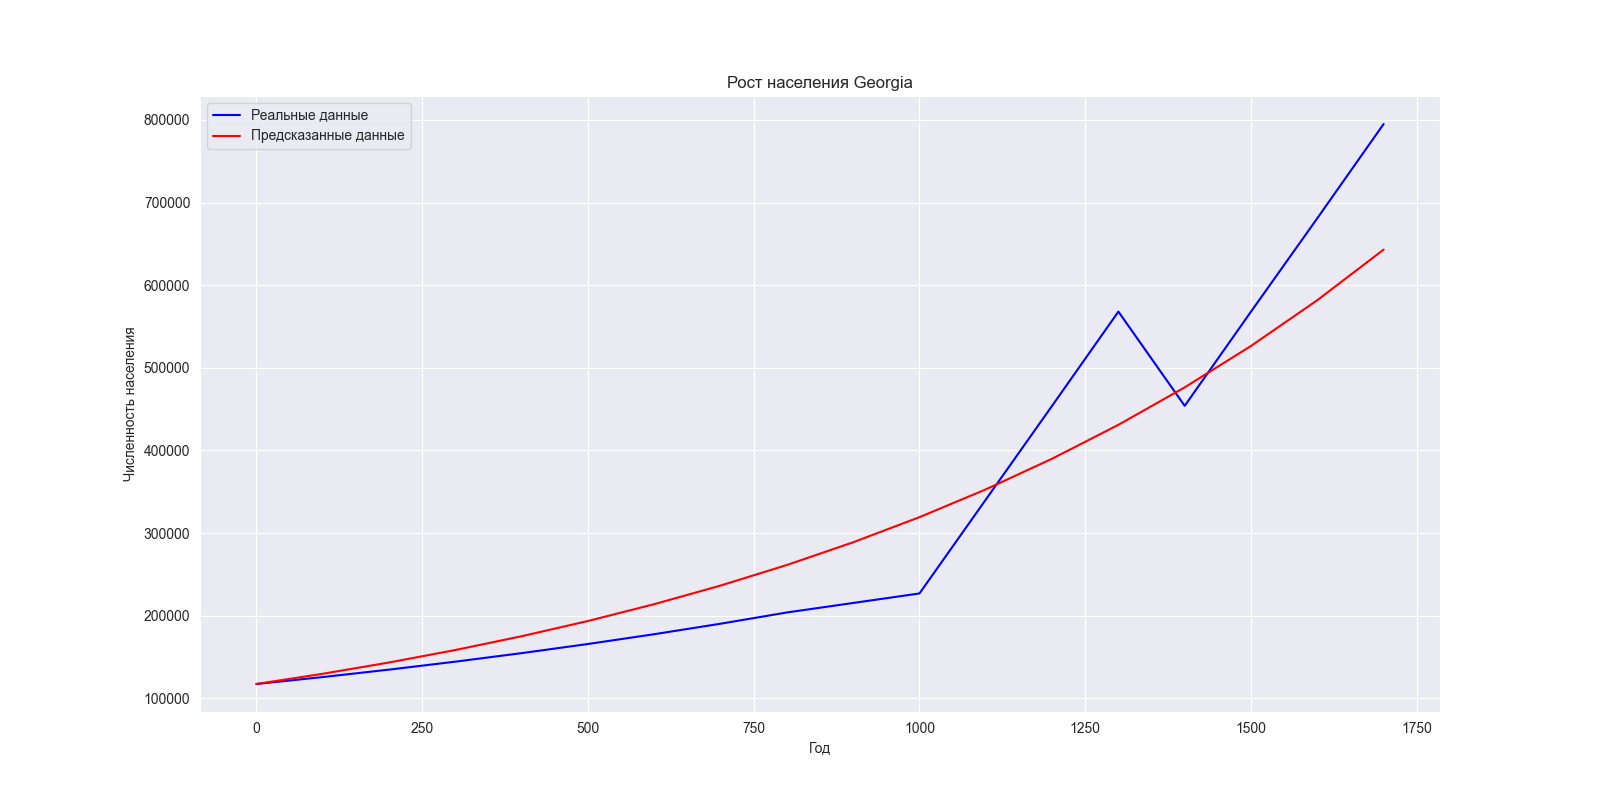 Рост населения Georgia
Реальные данные
Предсказанные данные
800000
700000
600000
500000
400000
300000
200000
100000
Численность населения
0 250 500 750 1000 1250 1500 1750
Год